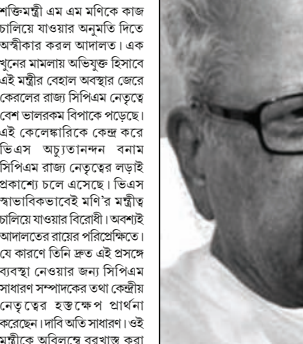 শক্তিমন্ত্রী এম এম মণিকে কাজ
চালিয়ে যাওয়ার অনুমতি দিতে
অস্বীকার করল আদালত। এক
খুনের মামলায় অভিযুক্ত হিসাবে
এই মন্ত্রীর বেহাল অবস্থার জেরে
কেরলের রাজ্য সিপিএম নেতৃত্বে
বেশ ভালরকম বিপাকে পড়েছে।
এই কেলেঙ্কারিকে কেন্দ্র করে
ভিএস অচ্যুতানন্দন বনাম
সিপিএম রাজ্য নেতৃত্বের লড়াই
প্রকাশ্যে চলে এসেছে। ভিএস
স্বাভাবিকভাবেই মণি'র মন্ত্রীত্ব
চালিয়ে যাওয়ার বিরোধী। অবশ্যই
আদালতের রায়ের পরিপ্রেক্ষিতে।
যে কারণে তিনি দ্রুত এই প্রসঙ্গে
ব্যবস্থা নেওয়ার জন্য সিপিএম
সাধারণ সম্পাদকের তথা কেন্দ্রীয়
নেতৃত্বের হস্তক্ষেপ প্রার্থনা
করেছেন। দাবি অতি সাধারণ। ওই
মন্ত্রীকে অবিলম্বে বরখাস্ত করা